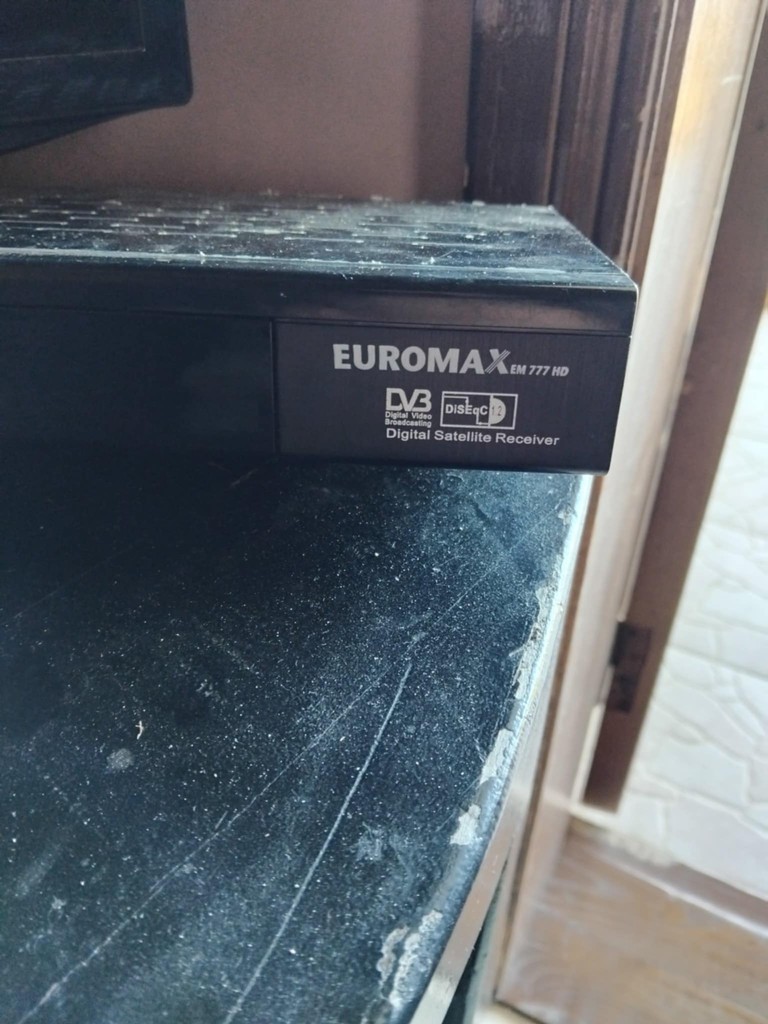 EUROMAX EM 777 HD
DVB DiSEqC 1.2
Digital Video
Broadcasting
Digital Satellite Receiver